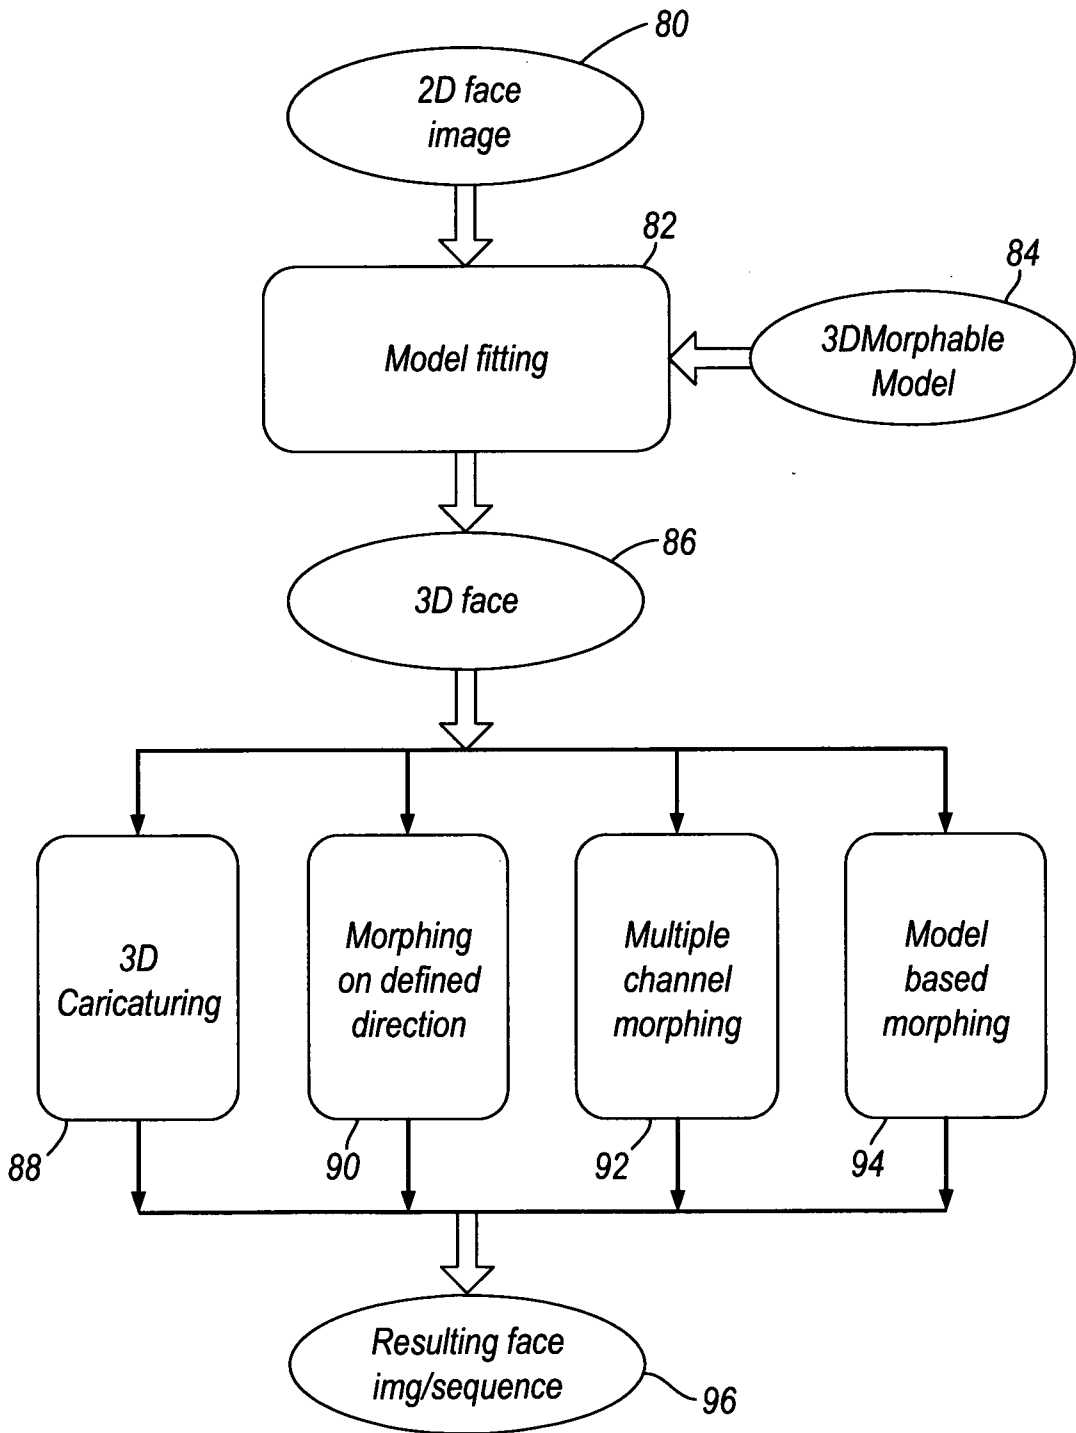 80
2D face
image
82
84
Model fitting
3DMorphable
Model
86
3D face
3D
Caricaturing
Morphing
on defined
direction
Multiple
channel
morphing
Model
based
morphing
88
90
92
94
Resulting face
img/sequence
96